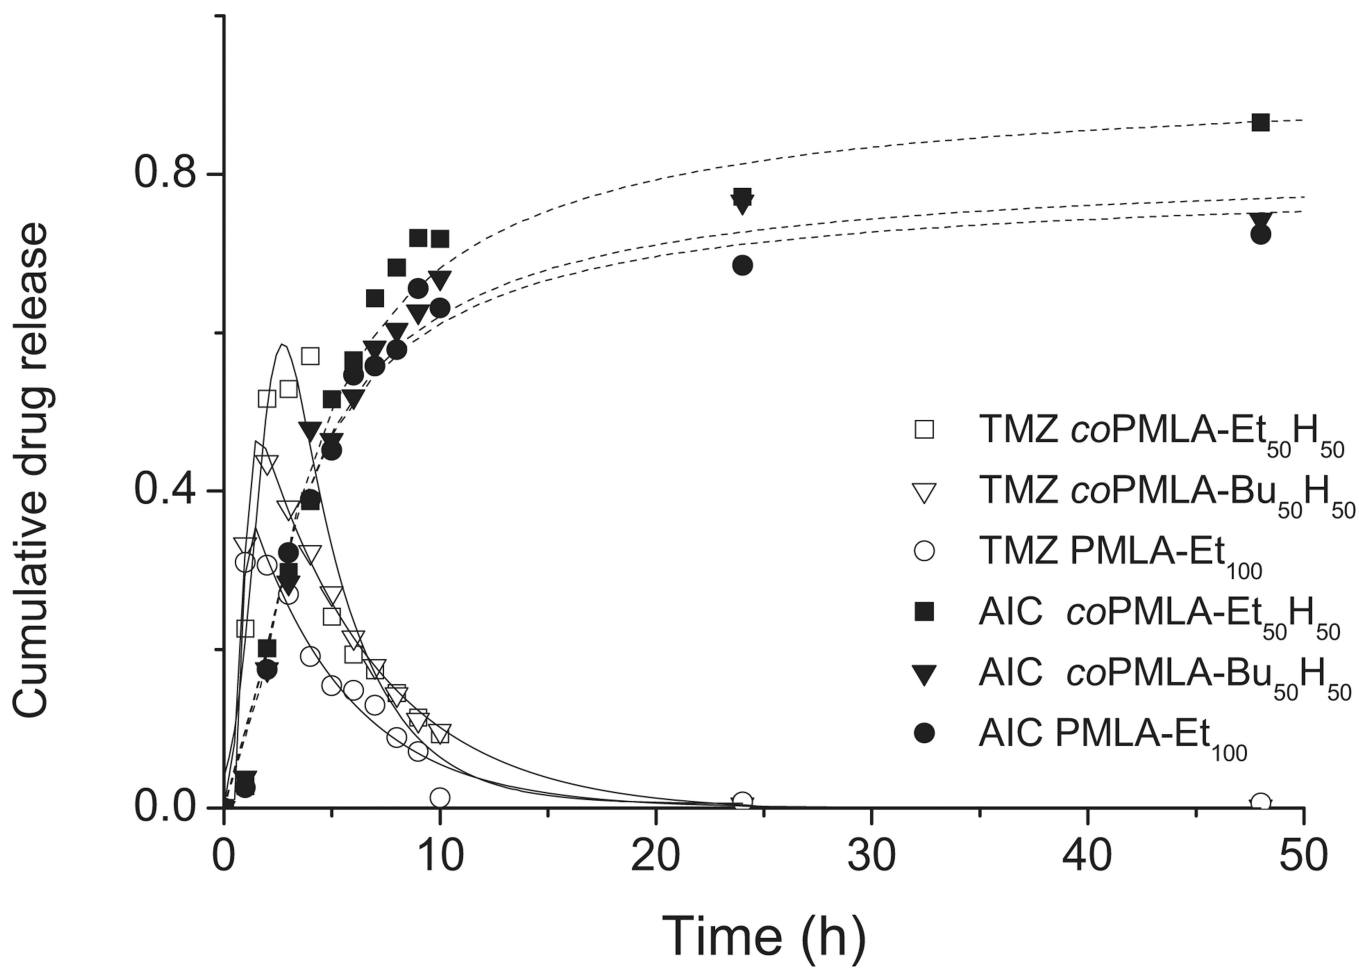 Cumulative drug release
0.8
0.4
0.0
TMZ coPMLA-Et50H50
TMZ coPMLA-Bu50H50
TMZ PMLA-Et100
AIC coPMLA-Et50H50
AIC coPMLA-Bu50H50
AIC PMLA-Et100
0 10 20 30 40 50
Time (h)